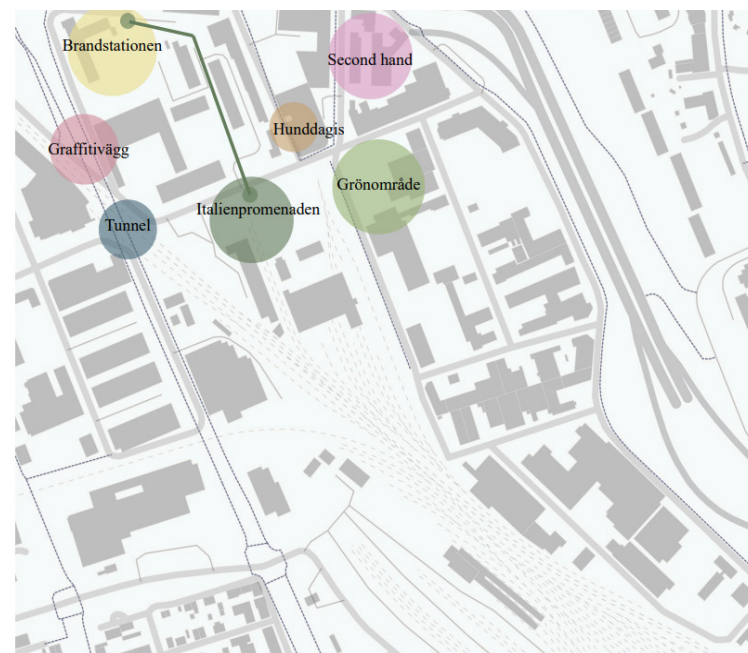 Brandstationen
Second hand
Hunddagis
Graffitivägg
Grönområde
Italienpromenaden
Tunnel